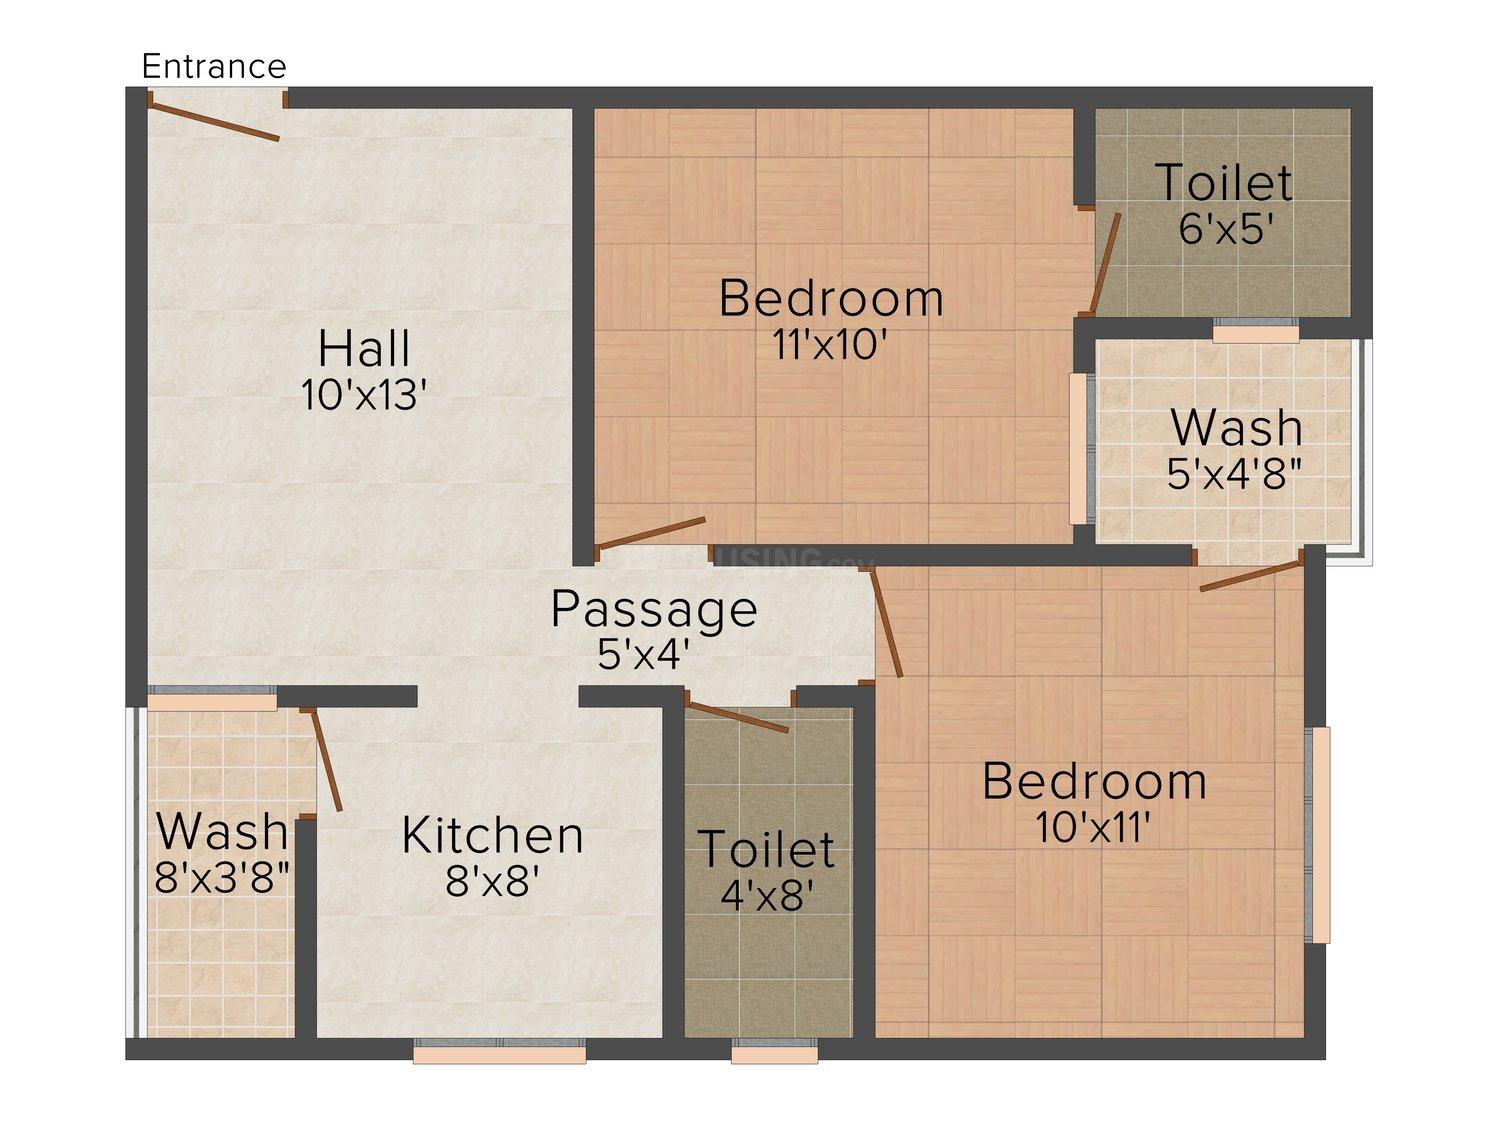 Entrance
Toilet
6'x5'
Bedroom
11'x10'
Hall
10'x13'
Wash
5'x4'8"
USING.com
Passage
5'x4'
Bedroom
10'x11'
Wash
8'x3'8"
Kitchen
8'x8'
Toilet
4'x8'